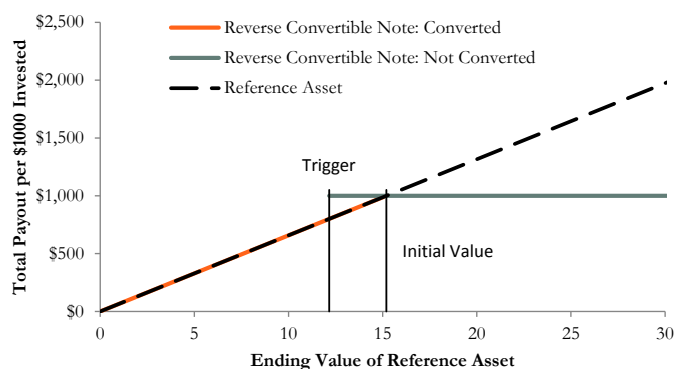 $2,500
$2,000
$1,500
$1,000
$500
$0
Total Payout per $1000 Invested
Reverse Convertible Note: Converted
Reverse Convertible Note: Not Converted
Reference Asset
Trigger
Initial Value
0 5 10 15 20 25 30
Ending Value of Reference Asset